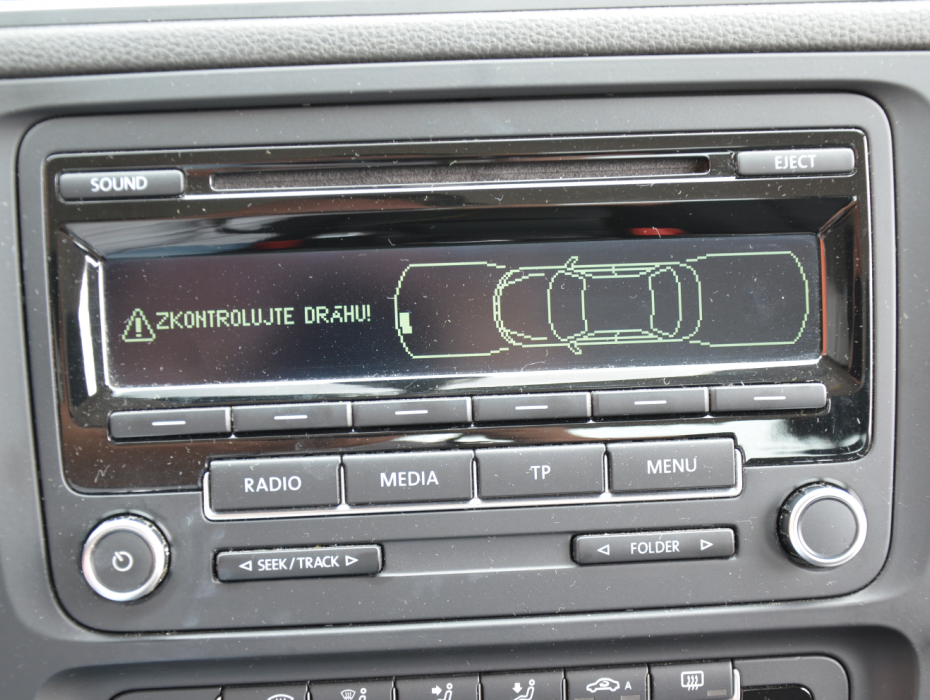 SOUND
EJECT
ZKONTROLUJTE DRÁHU!
RADIO
MEDIA
TP
MENU
SEEK/TRACK
FOLDER
A